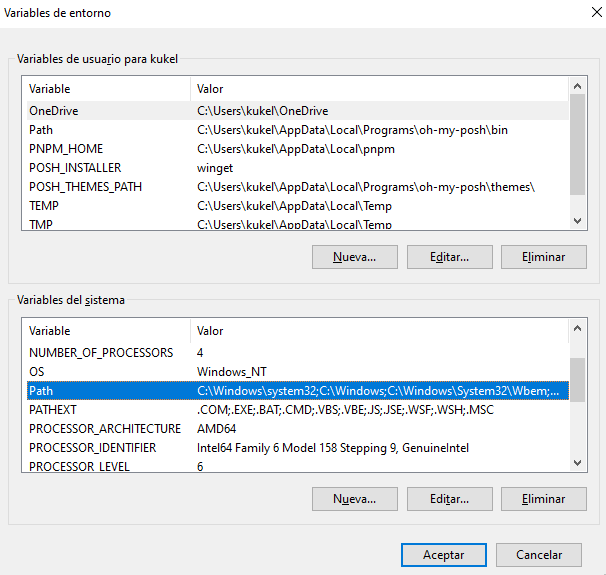 Variables de entorno
Variables de usuario para kukel
Variable Valor
OneDrive C:\Users\kukel\OneDrive
Path C:\Users\kukel\AppData\Local\Programs\oh-my-posh\bin
PNPM_HOME C:\Users\kukel\AppData\Local\pnpm
POSH_INSTALLER winget
POSH_THEMES_PATH C:\Users\kukel\AppData\Local\Programs\oh-my-posh\themes\
TEMP C:\Users\kukel\AppData\Local\Temp
TMP C:\Users\kukel\AppData\Local\Temp
Nueva... Editar... Eliminar
Variables del sistema
Variable Valor
NUMBER_OF_PROCESSORS 4
OS Windows_NT
Path C:\Windows\system32;C:\Windows;C:\Windows\System32\Wbem;...
PATHEXT .COM;.EXE;.BAT;.CMD;.VBS;.VBE;.JS;.JSE;.WSF;.WSH;.MSC
PROCESSOR_ARCHITECTURE AMD64
PROCESSOR_IDENTIFIER Intel64 Family 6 Model 158 Stepping 9, GenuineIntel
PROCESSOR_LEVEL 6
Nueva... Editar... Eliminar
Aceptar Cancelar